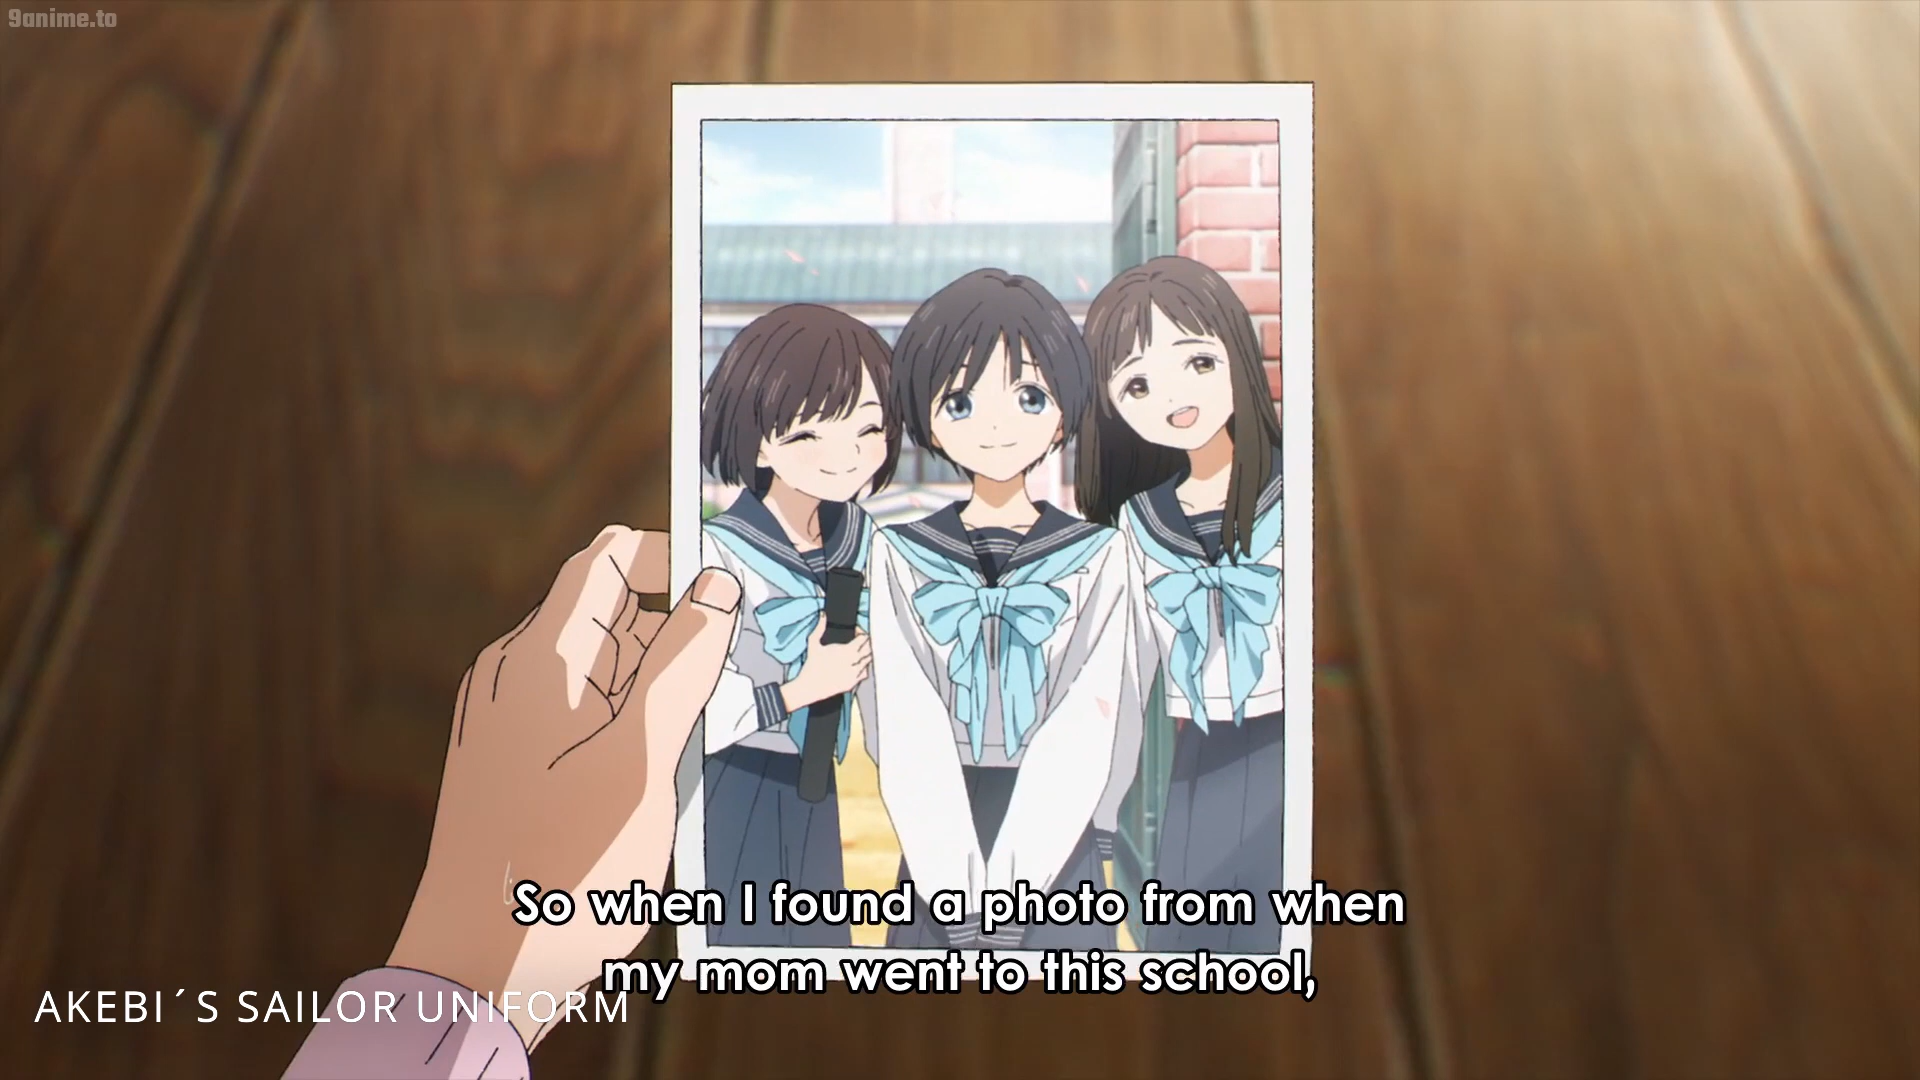 9anime.to
So when I found a photo from when
my mom went to this school,
AKEBI´S SAILOR UNIFORM